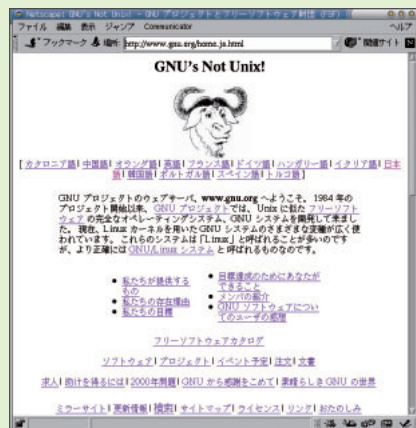 Netscape: GNU's Not Unix! - GNU プロジェクトとフリーソフトウェア財団 (FSF)
ファイル 編集 表示 ジャンプ Communicator ヘルプ
ブックマーク 場所: http://www.gnu.org/home.ja.html 関連サイト
GNU's Not Unix!
[ カタロニア語 | 中国語 | オランダ語 | 英語 | フランス語 | ドイツ語 | ハンガリー語 | イタリア語 | 日本
語 | 韓国語 | ポルトガル語 | スペイン語 | トルコ語 ]
GNU プロジェクトのウェブサーバ、www.gnu.org へようこそ。1984 年の
プロジェクト開始以来、GNU プロジェクトでは、Unix に似た フリーソフト
ウェア の完全なオペレーティングシステム、GNU システムを開発して来まし
た。現在、Linux カーネルを用いた GNU システムのさまざまな変種が広く使
われています。これらのシステムは「Linux」と呼ばれることが多いのです
が、より正確には GNU/Linux システム と呼ばれるものなのです。
私たちが提供する
もの
私たちの存在理由
私たちの目標
目標達成のためにあなたが
できること
メンバの紹介
GNU ソフトウェアについ
てのユーザの感想
フリーソフトウェアカタログ
ソフトウェア | プロジェクト | イベント予定 | 注文 | 文書
求人 | 助けを得るには | 2000年問題 | GNU から感謝をこめて | 素晴らしき GNU の世界
ミラーサイト | 更新情報 | 検索 | サイトマップ | ライセンス | リンク | おたのしみ